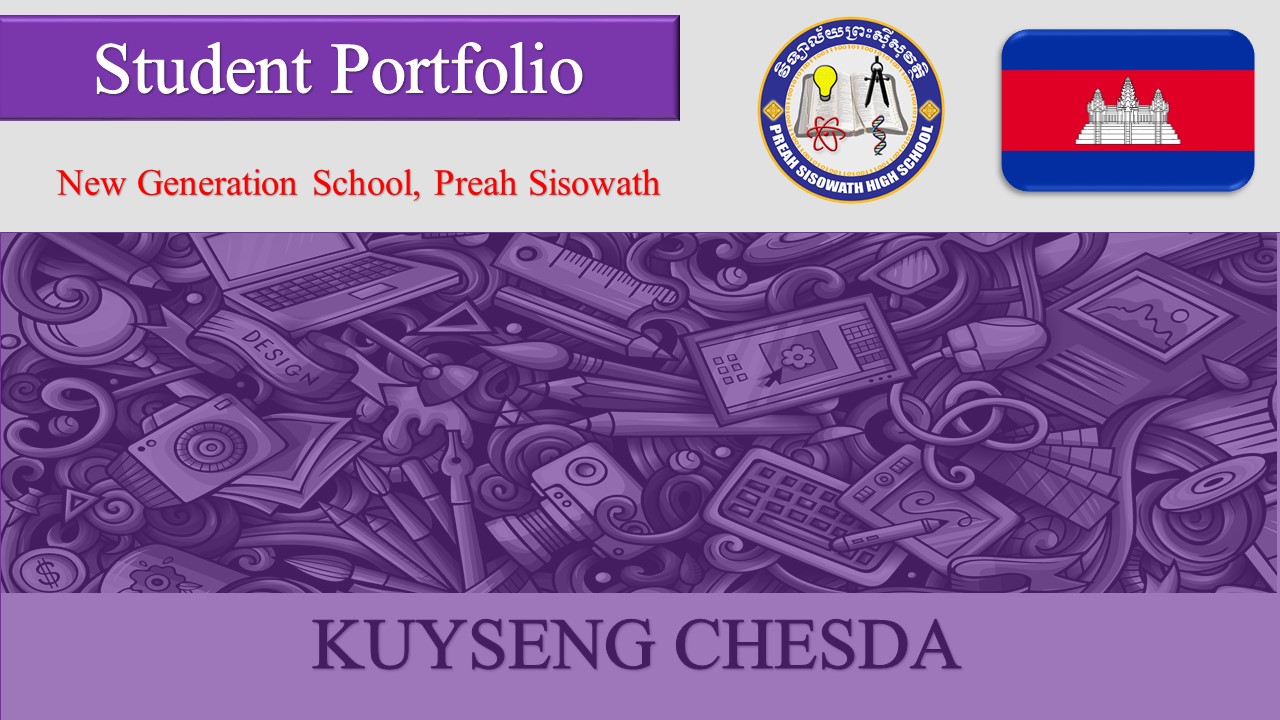 Student Portfolio
New Generation School, Preah Sisowath
វិទ្យាល័យព្រះស៊ីសុវត្ថិ
PREAH SISOWATH HIGH SCHOOL
DESIGN
$
KUYSENG CHESDA